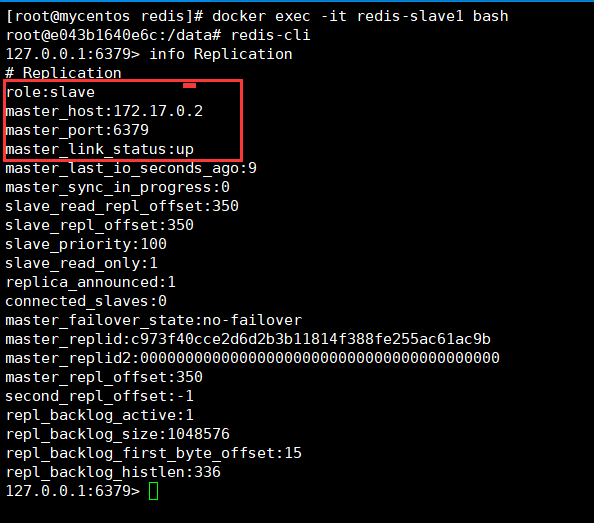 [root@mycentos redis]# docker exec -it redis-slave1 bash
root@e043b1640e6c:/data# redis-cli
127.0.0.1:6379> info Replication
# Replication
role:slave
master_host:172.17.0.2
master_port:6379
master_link_status:up
master_last_io_seconds_ago:9
master_sync_in_progress:0
slave_read_repl_offset:350
slave_repl_offset:350
slave_priority:100
slave_read_only:1
replica_announced:1
connected_slaves:0
master_failover_state:no-failover
master_replid:c973f40cce2d6d2b3b11814f388fe255ac61ac9b
master_replid2:0000000000000000000000000000000000000000
master_repl_offset:350
second_repl_offset:-1
repl_backlog_active:1
repl_backlog_size:1048576
repl_backlog_first_byte_offset:15
repl_backlog_histlen:336
127.0.0.1:6379>